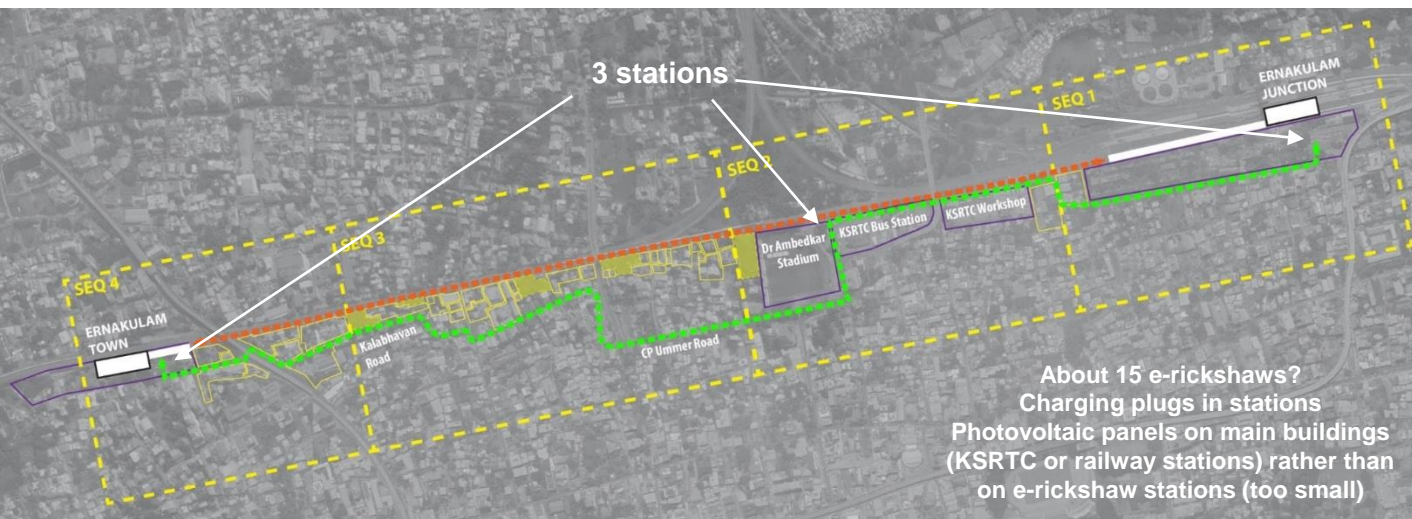 3 stations
ERNAKULAM
JUNCTION
SEQ 1
SEQ 2
KSRTC Workshop
KSRTC Bus Station
Dr Ambedkar
Stadium
SEQ 3
SEQ 4
ERNAKULAM
TOWN
Kalabhavan
Road
CP Ummer Road
About 15 e-rickshaws?
Charging plugs in stations
Photovoltaic panels on main buildings
(KSRTC or railway stations) rather than
on e-rickshaw stations (too small)